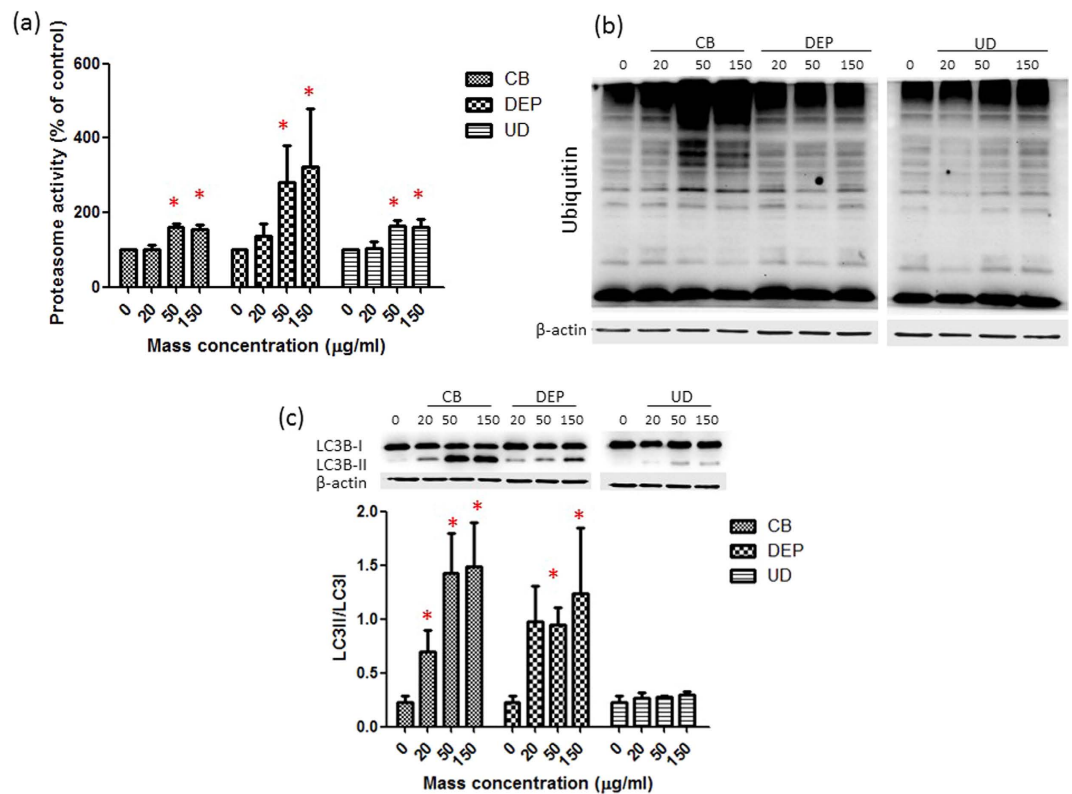 (a)
Proteasome activity (% of control)
600
400
200
0
* * * * * *
0 20 50 150 0 20 50 150 0 20 50 150
Mass concentration (μg/ml)
CB
DEP
UD
(b)
CB DEP UD
0 20 50 150 20 50 150 0 20 50 150
Ubiquitin
β-actin
(c)
CB DEP UD
0 20 50 150 20 50 150 0 20 50 150
LC3B-I
LC3B-II
β-actin
LC3II/LC3I
2.0
1.5
1.0
0.5
0.0
* * * * *
0 20 50 150 0 20 50 150 0 20 50 150
Mass concentration (μg/ml)
CB
DEP
UD